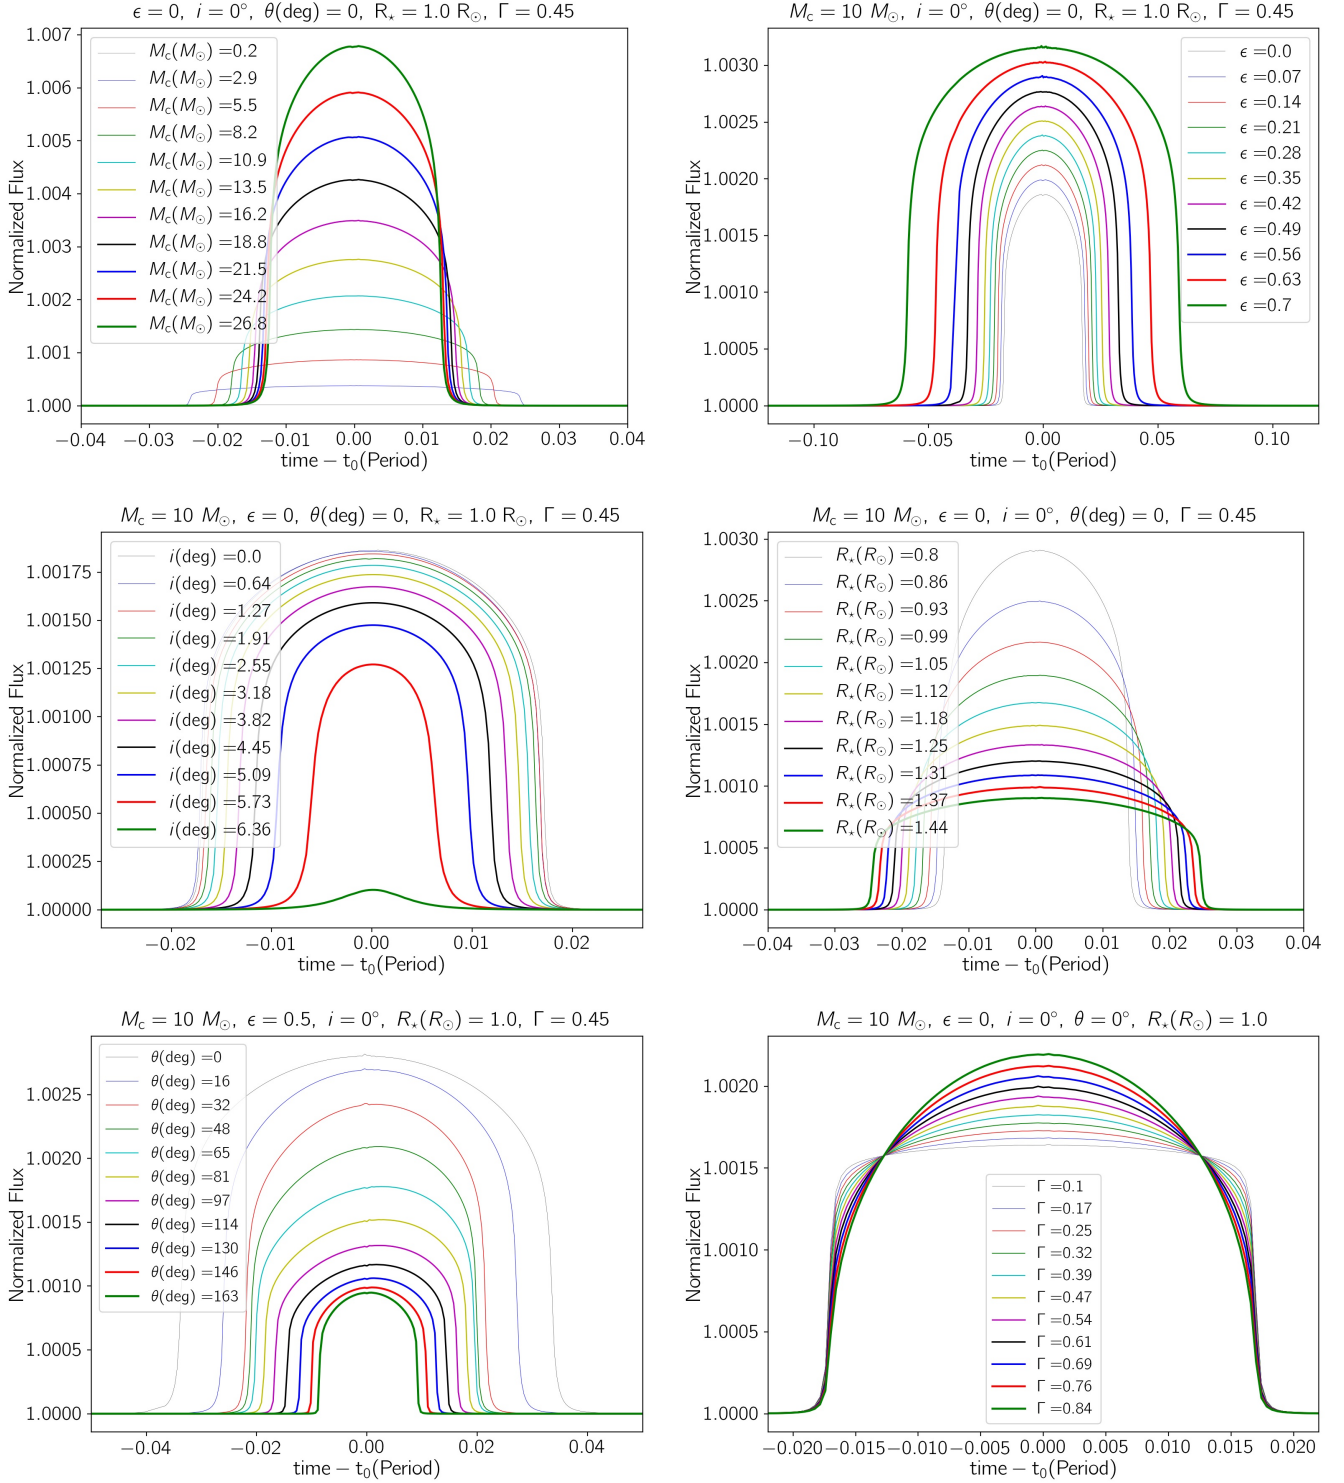 ϵ = 0, i = 0°, θ(deg) = 0, R⋆ = 1.0 R⊙, Γ = 0.45
1.007
1.006
1.005
1.004
1.003
1.002
1.001
1.000
Normalized Flux
Mc(M⊙) =0.2
Mc(M⊙) =2.9
Mc(M⊙) =5.5
Mc(M⊙) =8.2
Mc(M⊙) =10.9
Mc(M⊙) =13.5
Mc(M⊙) =16.2
Mc(M⊙) =18.8
Mc(M⊙) =21.5
Mc(M⊙) =24.2
Mc(M⊙) =26.8
−0.04 −0.03 −0.02 −0.01 0.00 0.01 0.02 0.03 0.04
time − t0(Period)
Mc = 10 M⊙, i = 0°, θ(deg) = 0, R⋆ = 1.0 R⊙, Γ = 0.45
1.0030
1.0025
1.0020
1.0015
1.0010
1.0005
1.0000
Normalized Flux
ϵ =0.0
ϵ =0.07
ϵ =0.14
ϵ =0.21
ϵ =0.28
ϵ =0.35
ϵ =0.42
ϵ =0.49
ϵ =0.56
ϵ =0.63
ϵ =0.7
−0.10 −0.05 0.00 0.05 0.10
time − t0(Period)
Mc = 10 M⊙, ϵ = 0, θ(deg) = 0, R⋆ = 1.0 R⊙, Γ = 0.45
1.00175
1.00150
1.00125
1.00100
1.00075
1.00050
1.00025
1.00000
Normalized Flux
i(deg) =0.0
i(deg) =0.64
i(deg) =1.27
i(deg) =1.91
i(deg) =2.55
i(deg) =3.18
i(deg) =3.82
i(deg) =4.45
i(deg) =5.09
i(deg) =5.73
i(deg) =6.36
−0.02 −0.01 0.00 0.01 0.02
time − t0(Period)
Mc = 10 M⊙, ϵ = 0, i = 0°, θ(deg) = 0, Γ = 0.45
1.0030
1.0025
1.0020
1.0015
1.0010
1.0005
1.0000
Normalized Flux
R⋆(R⊙) =0.8
R⋆(R⊙) =0.86
R⋆(R⊙) =0.93
R⋆(R⊙) =0.99
R⋆(R⊙) =1.05
R⋆(R⊙) =1.12
R⋆(R⊙) =1.18
R⋆(R⊙) =1.25
R⋆(R⊙) =1.31
R⋆(R⊙) =1.37
R⋆(R⊙) =1.44
−0.04 −0.03 −0.02 −0.01 0.00 0.01 0.02 0.03 0.04
time − t0(Period)
Mc = 10 M⊙, ϵ = 0.5, i = 0°, R⋆(R⊙) = 1.0, Γ = 0.45
1.0025
1.0020
1.0015
1.0010
1.0005
1.0000
Normalized Flux
θ(deg) =0
θ(deg) =16
θ(deg) =32
θ(deg) =48
θ(deg) =65
θ(deg) =81
θ(deg) =97
θ(deg) =114
θ(deg) =130
θ(deg) =146
θ(deg) =163
−0.04 −0.02 0.00 0.02 0.04
time − t0(Period)
Mc = 10 M⊙, ϵ = 0, i = 0°, θ = 0°, R⋆(R⊙) = 1.0
1.0020
1.0015
1.0010
1.0005
1.0000
Normalized Flux
Γ =0.1
Γ =0.17
Γ =0.25
Γ =0.32
Γ =0.39
Γ =0.47
Γ =0.54
Γ =0.61
Γ =0.69
Γ =0.76
Γ =0.84
−0.020 −0.015 −0.010 −0.005 0.000 0.005 0.010 0.015 0.020
time − t0(Period)